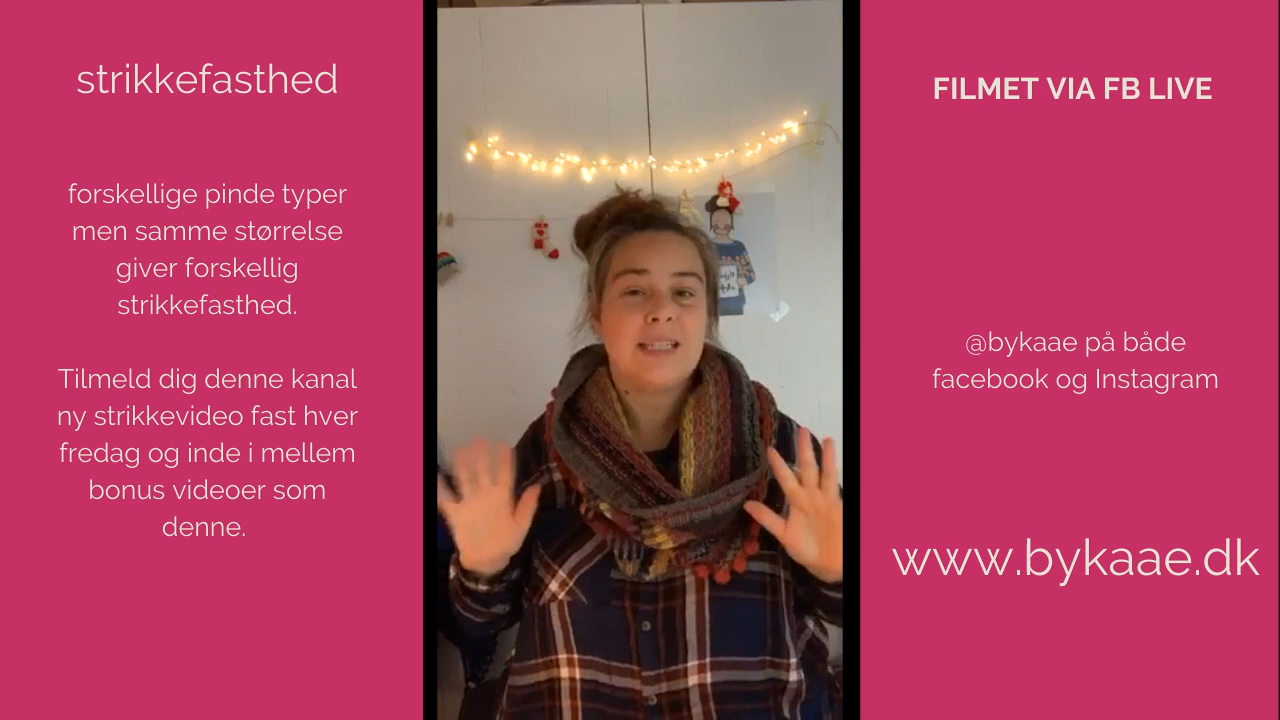 strikkefasthed
forskellige pinde typer
men samme størrelse
giver forskellig
strikkefasthed.
Tilmeld dig denne kanal
ny strikkevideo fast hver
fredag og inde i mellem
bonus videoer som
denne.
FILMET VIA FB LIVE
@bykaae på både
facebook og Instagram
www.bykaae.dk